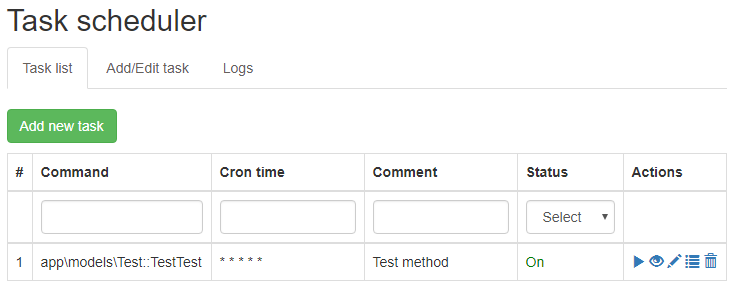 Task scheduler
Task list Add/Edit task Logs
Add new task
# Command Cron time Comment Status Actions
Select
1 app\models\Test::TestTest * * * * * Test method On